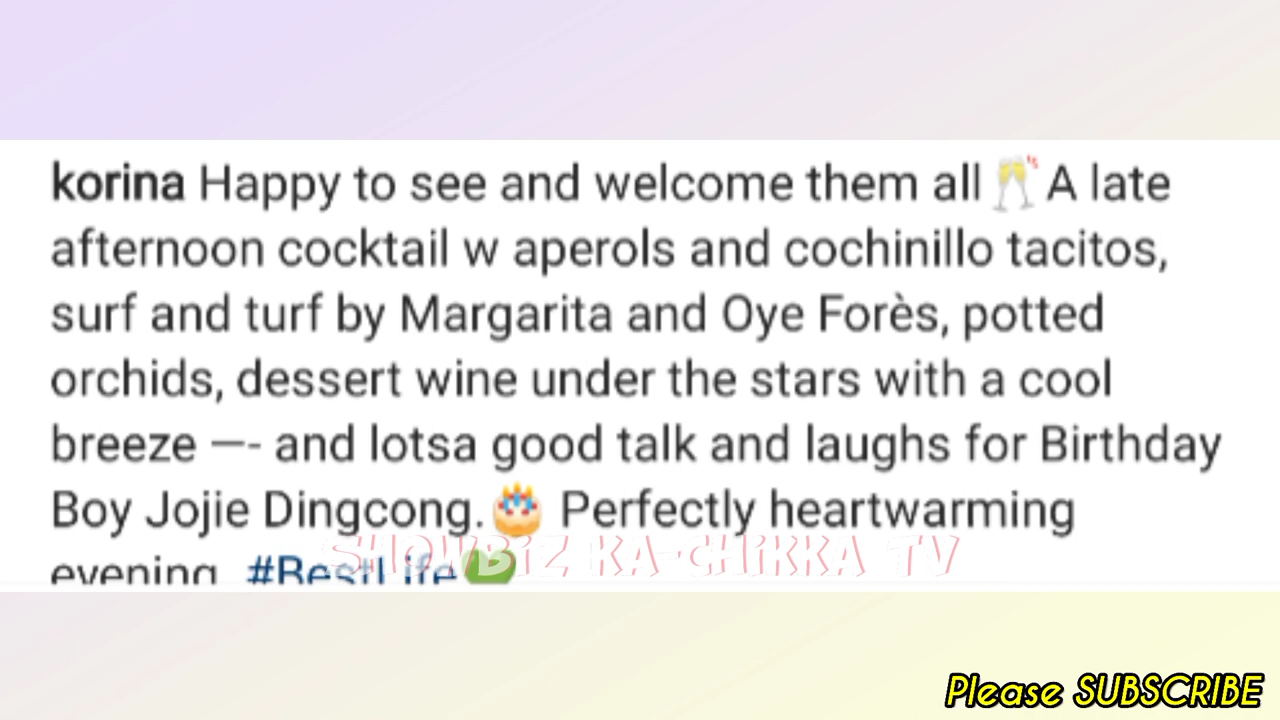 korina Happy to see and welcome them all 🥂 A late
afternoon cocktail w aperols and cochinillo tacitos,
surf and turf by Margarita and Oye Forès, potted
orchids, dessert wine under the stars with a cool
breeze —- and lotsa good talk and laughs for Birthday
Boy Jojie Dingcong.🎂 Perfectly heartwarming
evening. #BestLife💚
SHOWBIZ KA-CHIKKA TV
Please SUBSCRIBE